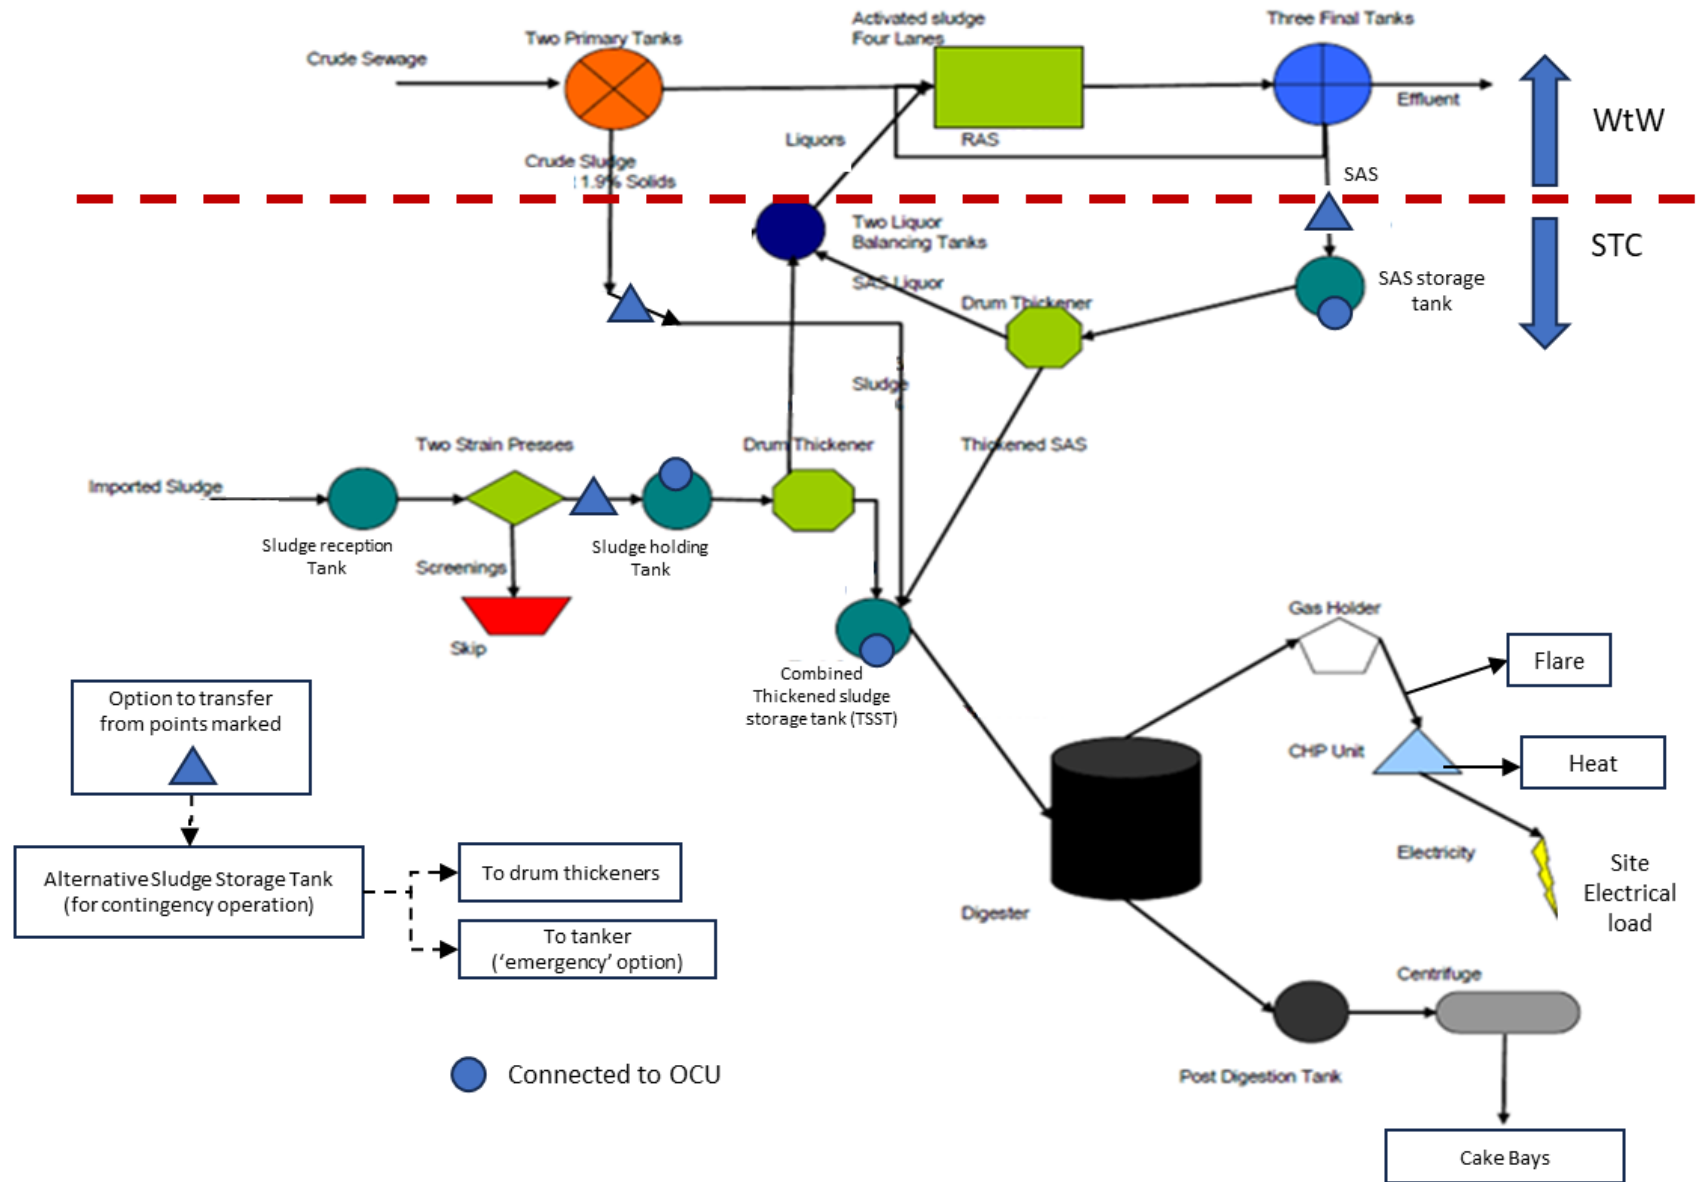 Crude Sewage
Two Primary Tanks
Activated sludge
Four Lanes
Three Final Tanks
Effluent
WtW
Liquors
RAS
Crude Sludge
1.9% Solids
SAS
STC
Two Liquor
Balancing Tanks
SAS Liquor
Drum Thickener
SAS storage
tank
Sludge
Two Strain Presses
Drum Thickener
Thickened SAS
Imported Sludge
Sludge reception
Tank
Sludge holding
Tank
Screenings
Skip
Combined
Thickened sludge
storage tank (TSST)
Gas Holder
Flare
CHP Unit
Heat
Electricity
Site
Electrical
load
Option to transfer
from points marked
Alternative Sludge Storage Tank
(for contingency operation)
To drum thickeners
To tanker
('emergency' option)
Digester
Centrifuge
Post Digestion Tank
Connected to OCU
Cake Bays